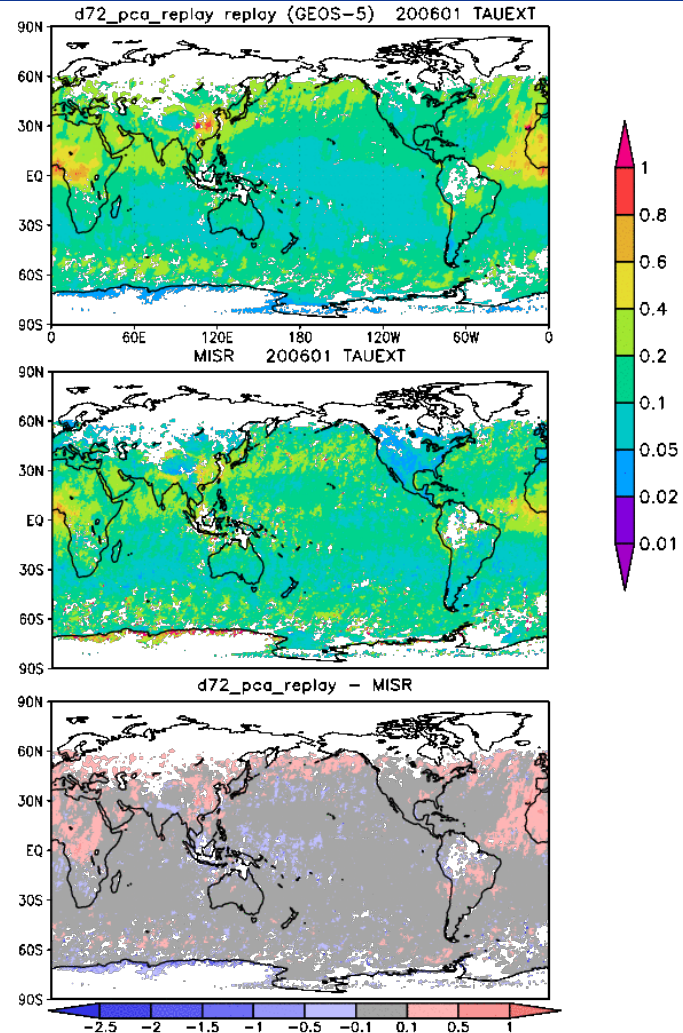 d72_pca_replay replay (GEOS-5) 200601 TAUEXT
90N
60N
30N
EQ
30S
60S
90S
0 60E 120E 180 120W 60W 0
1
0.8
0.6
0.4
0.2
0.1
0.05
0.02
0.01
MISR 200601 TAUEXT
90N
60N
30N
EQ
30S
60S
90S
d72_pca_replay − MISR
90N
60N
30N
EQ
30S
60S
90S
−2.5 −2 −1.5 −1 −0.5 −0.1 0.1 0.5 1